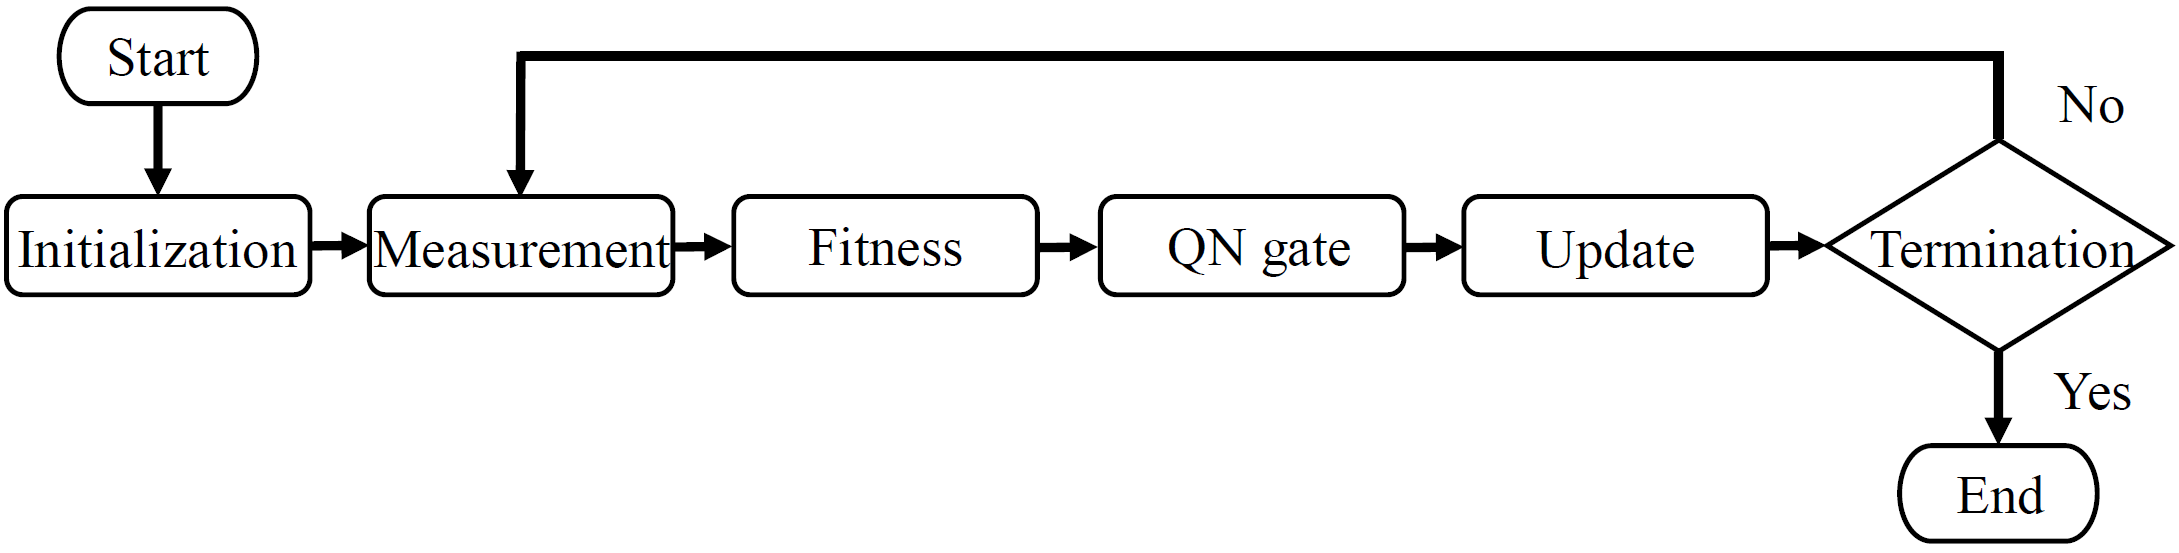 Start
No
Initialization
Measurement
Fitness
QN gate
Update
Termination
Yes
End